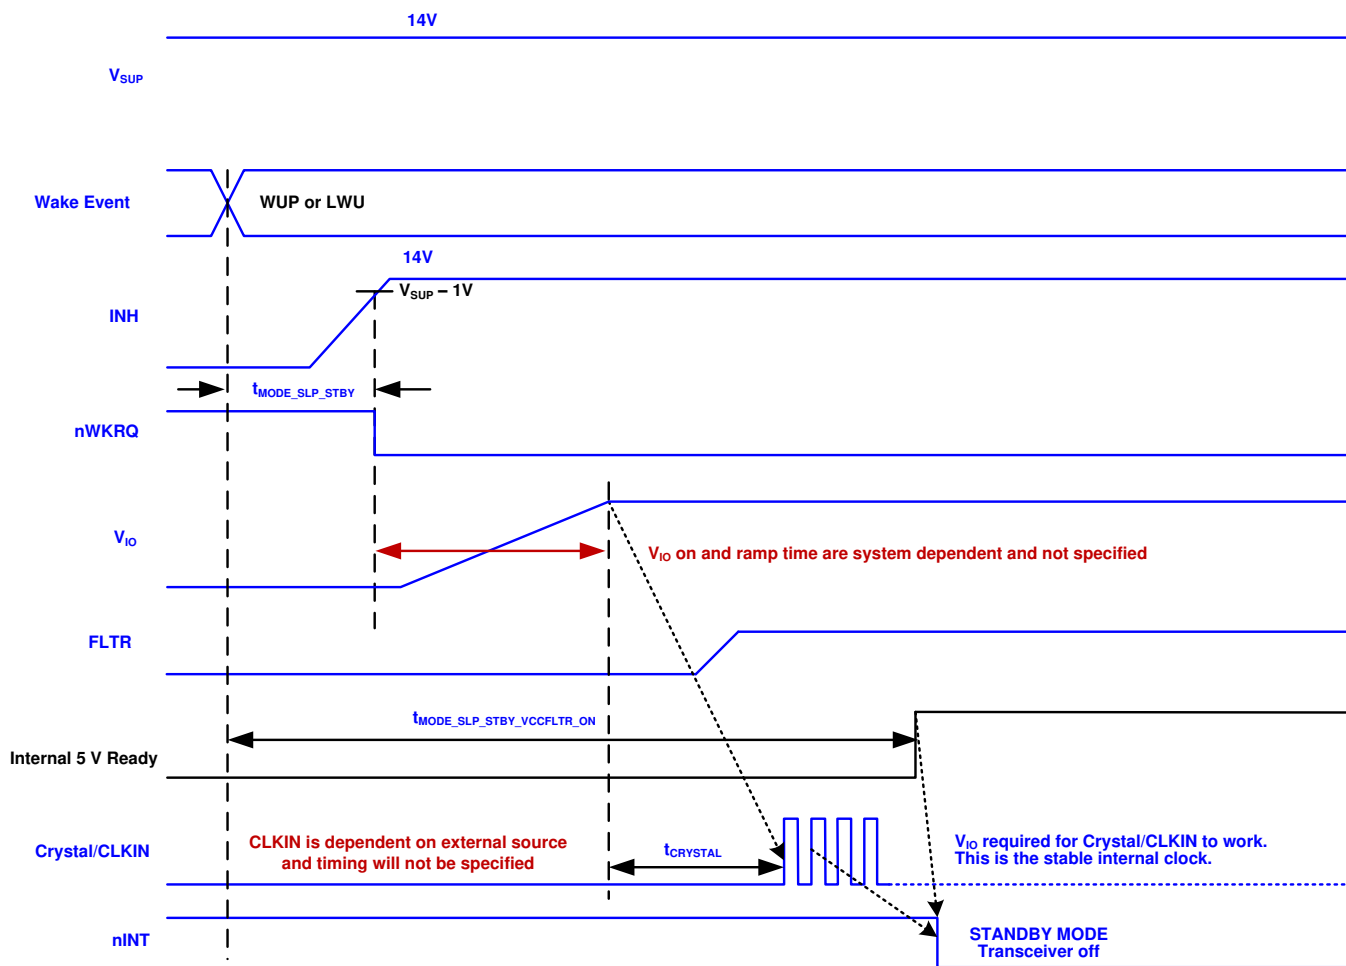 14V
VSUP
Wake Event
WUP or LWU
14V
VSUP – 1V
INH
tMODE_SLP_STBY
nWKRQ
VIO
VIO on and ramp time are system dependent and not specified
FLTR
tMODE_SLP_STBY_VCCFLTR_ON
Internal 5 V Ready
CLKIN is dependent on external source
and timing will not be specified
Crystal/CLKIN
tCRYSTAL
VIO required for Crystal/CLKIN to work.
This is the stable internal clock.
nINT
STANDBY MODE
Transceiver off